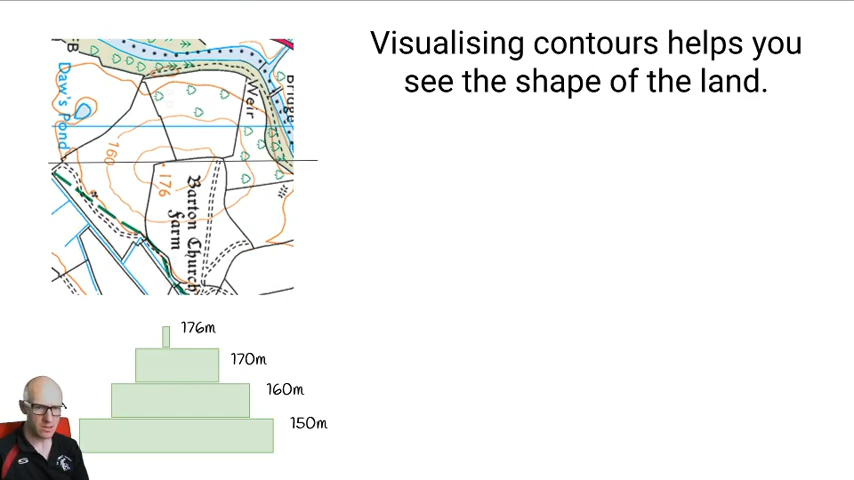 Visualising contours helps you
see the shape of the land.
B
Daw's Pond
Bridge
Weir
160
176
Barton Church
Farm
176m
170m
160m
150m